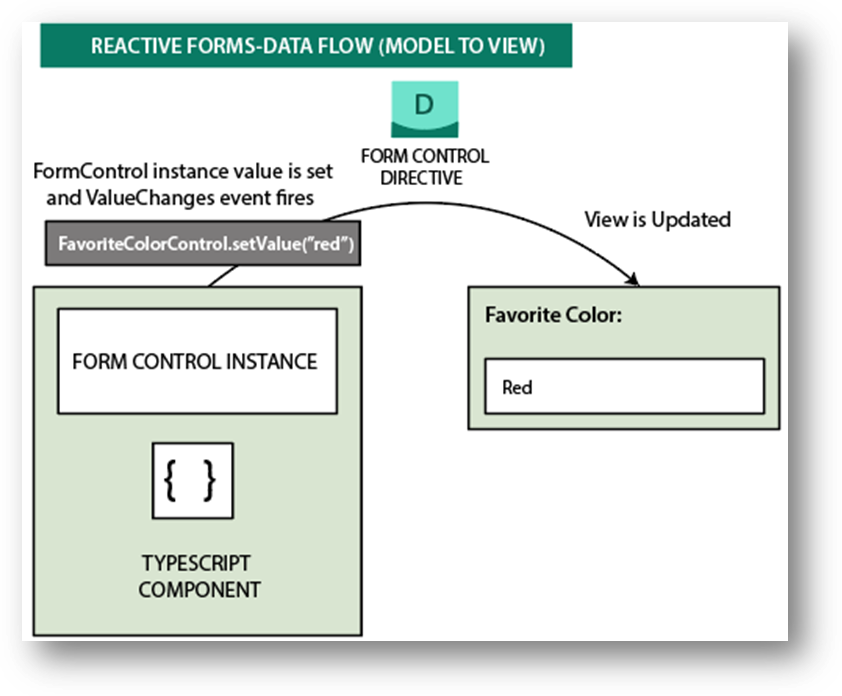 REACTIVE FORMS-DATA FLOW (MODEL TO VIEW)
D
FORM CONTROL
DIRECTIVE
FormControl instance value is set
and ValueChanges event fires
FavoriteColorControl.setValue("red")
View is Updated
FORM CONTROL INSTANCE
{ }
TYPESCRIPT
COMPONENT
Favorite Color:
Red